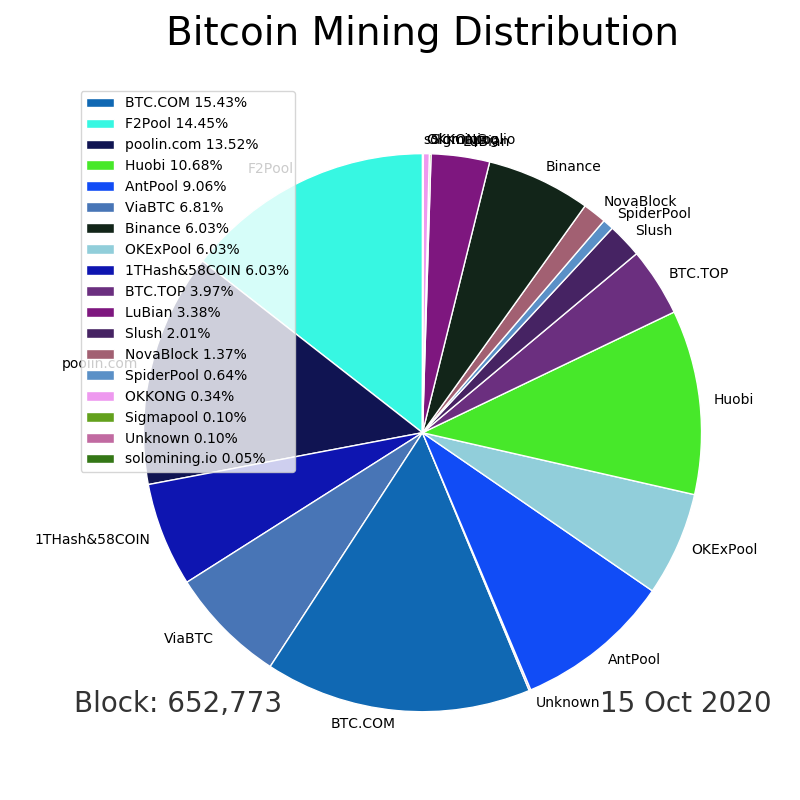 Bitcoin Mining Distribution
BTC.COM 15.43%
F2Pool 14.45%
poolin.com 13.52%
Huobi 10.68%
AntPool 9.06%
ViaBTC 6.81%
Binance 6.03%
OKExPool 6.03%
1THash&58COIN 6.03%
BTC.TOP 3.97%
LuBian 3.38%
Slush 2.01%
NovaBlock 1.37%
SpiderPool 0.64%
OKKONG 0.34%
Sigmapool 0.10%
Unknown 0.10%
solomining.io 0.05%
F2Pool
poolin.com
1THash&58COIN
ViaBTC
BTC.COM
Unknown
AntPool
OKExPool
Huobi
BTC.TOP
Slush
SpiderPool
NovaBlock
Binance
Block: 652,773
15 Oct 2020